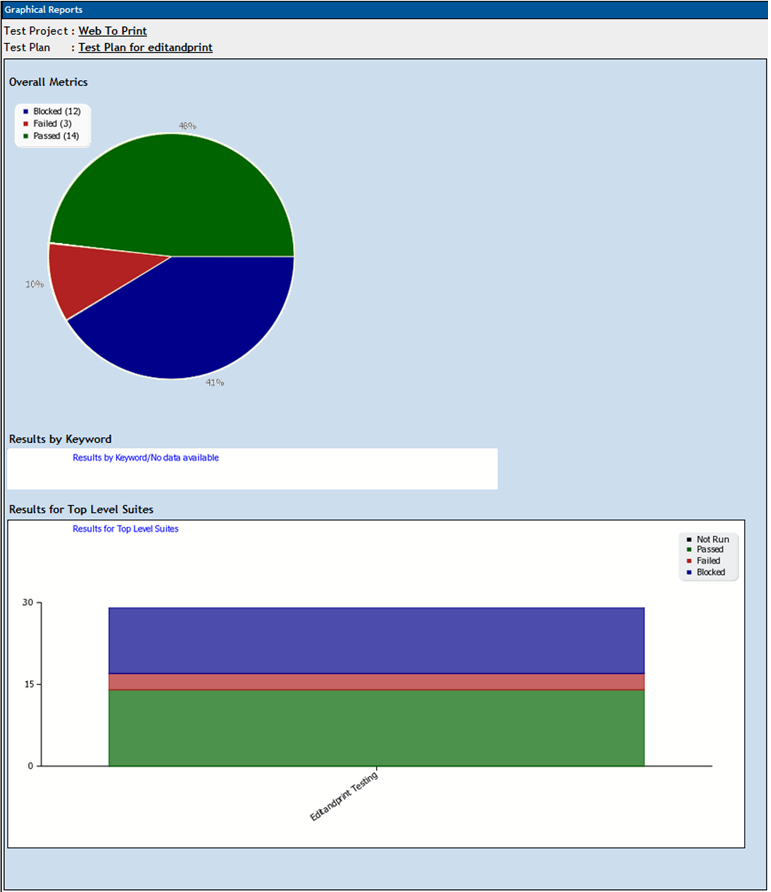 Graphical Reports
Test Project : Web To Print
Test Plan : Test Plan for editandprint
Overall Metrics
Blocked (12)
Failed (3)
Passed (14)
48%
10%
41%
Results by Keyword
Results by Keyword/No data available
Results for Top Level Suites
Results for Top Level Suites
Not Run
Passed
Failed
Blocked
30
15
0
Editandprint Testing